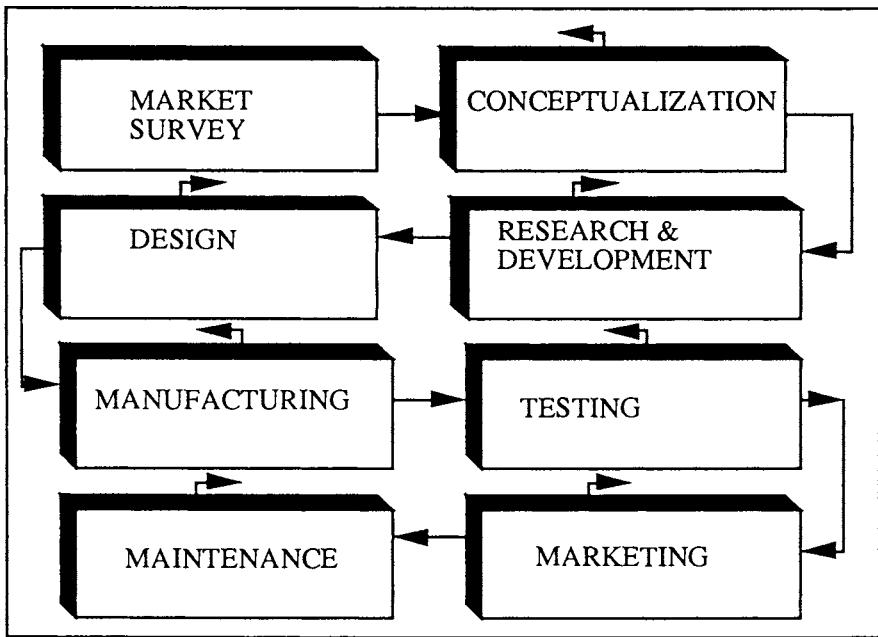 MARKET
SURVEY
CONCEPTUALIZATION
DESIGN
RESEARCH &
DEVELOPMENT
MANUFACTURING
TESTING
MAINTENANCE
MARKETING